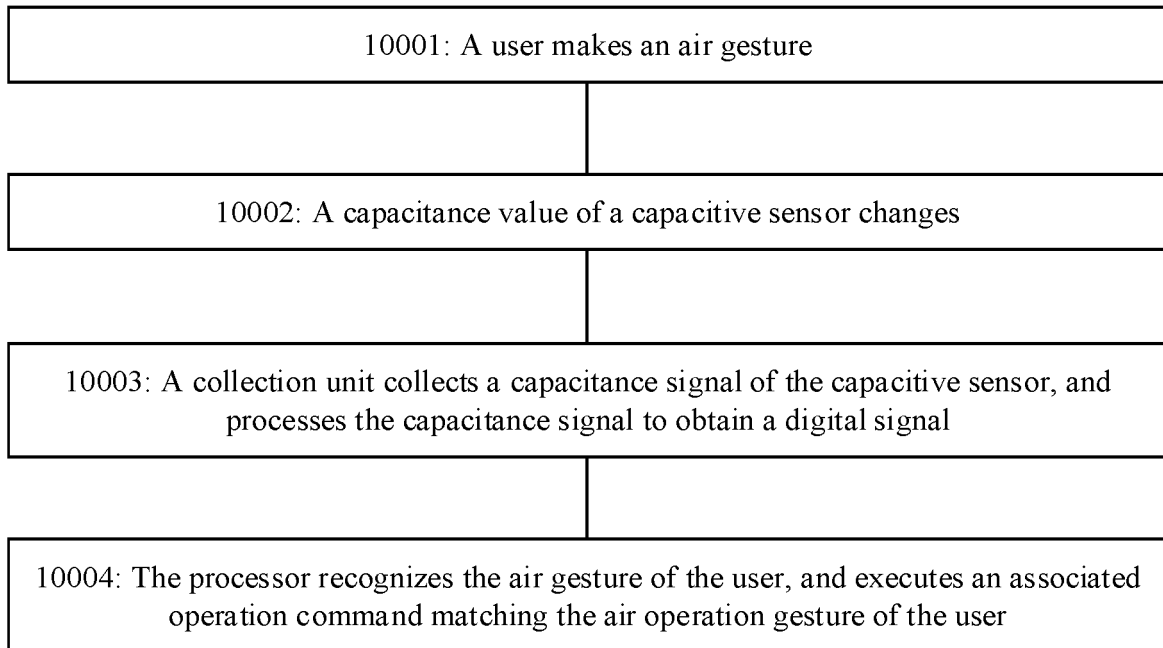 10001: A user makes an air gesture
10002: A capacitance value of a capacitive sensor changes
10003: A collection unit collects a capacitance signal of the capacitive sensor, and
processes the capacitance signal to obtain a digital signal
10004: The processor recognizes the air gesture of the user, and executes an associated
operation command matching the air operation gesture of the user